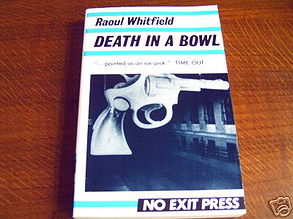 Raoul Whitfield
DEATH IN A BOWL
"— pointed as an ice-pick" TIME OUT
NO EXIT PRESS